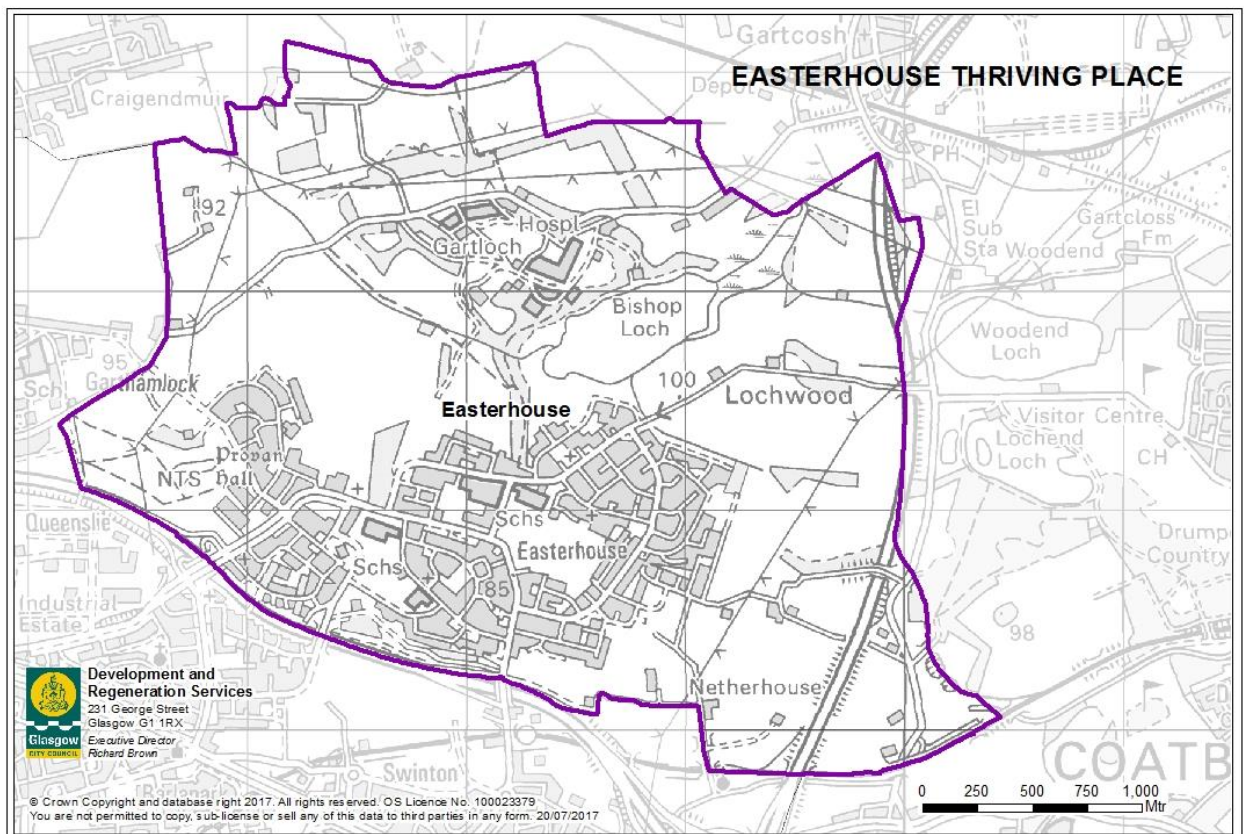 Gartcosh
EASTERHOUSE THRIVING PLACE
Craigendmuir
Depot
PH
92
Hospl
Gartloch
El
Sub
Sta
Gartcloss
Fm
Woodend
Bishop
Loch
Woodend
Loch
95
Sch
Garthamlock
100
Lochwood
Easterhouse
Visitor Centre
Lochend
Loch
CH
Provan
Hall
NTS
Queenslie
Schs
Easterhouse
Schs
85
Country
Industrial
Estate
98
Netherhouse
Development and
Regeneration Services
231 George Street
Glasgow G1 1RX
Executive Director
Richard Brown
Glasgow
CITY COUNCIL
Swinton
COATB
0 250 500 750 1,000
Mtr
© Crown Copyright and database right 2017. All rights reserved. OS Licence No. 100023379
You are not permitted to copy, sub-license or sell any of this data to third parties in any form. 20/07/2017